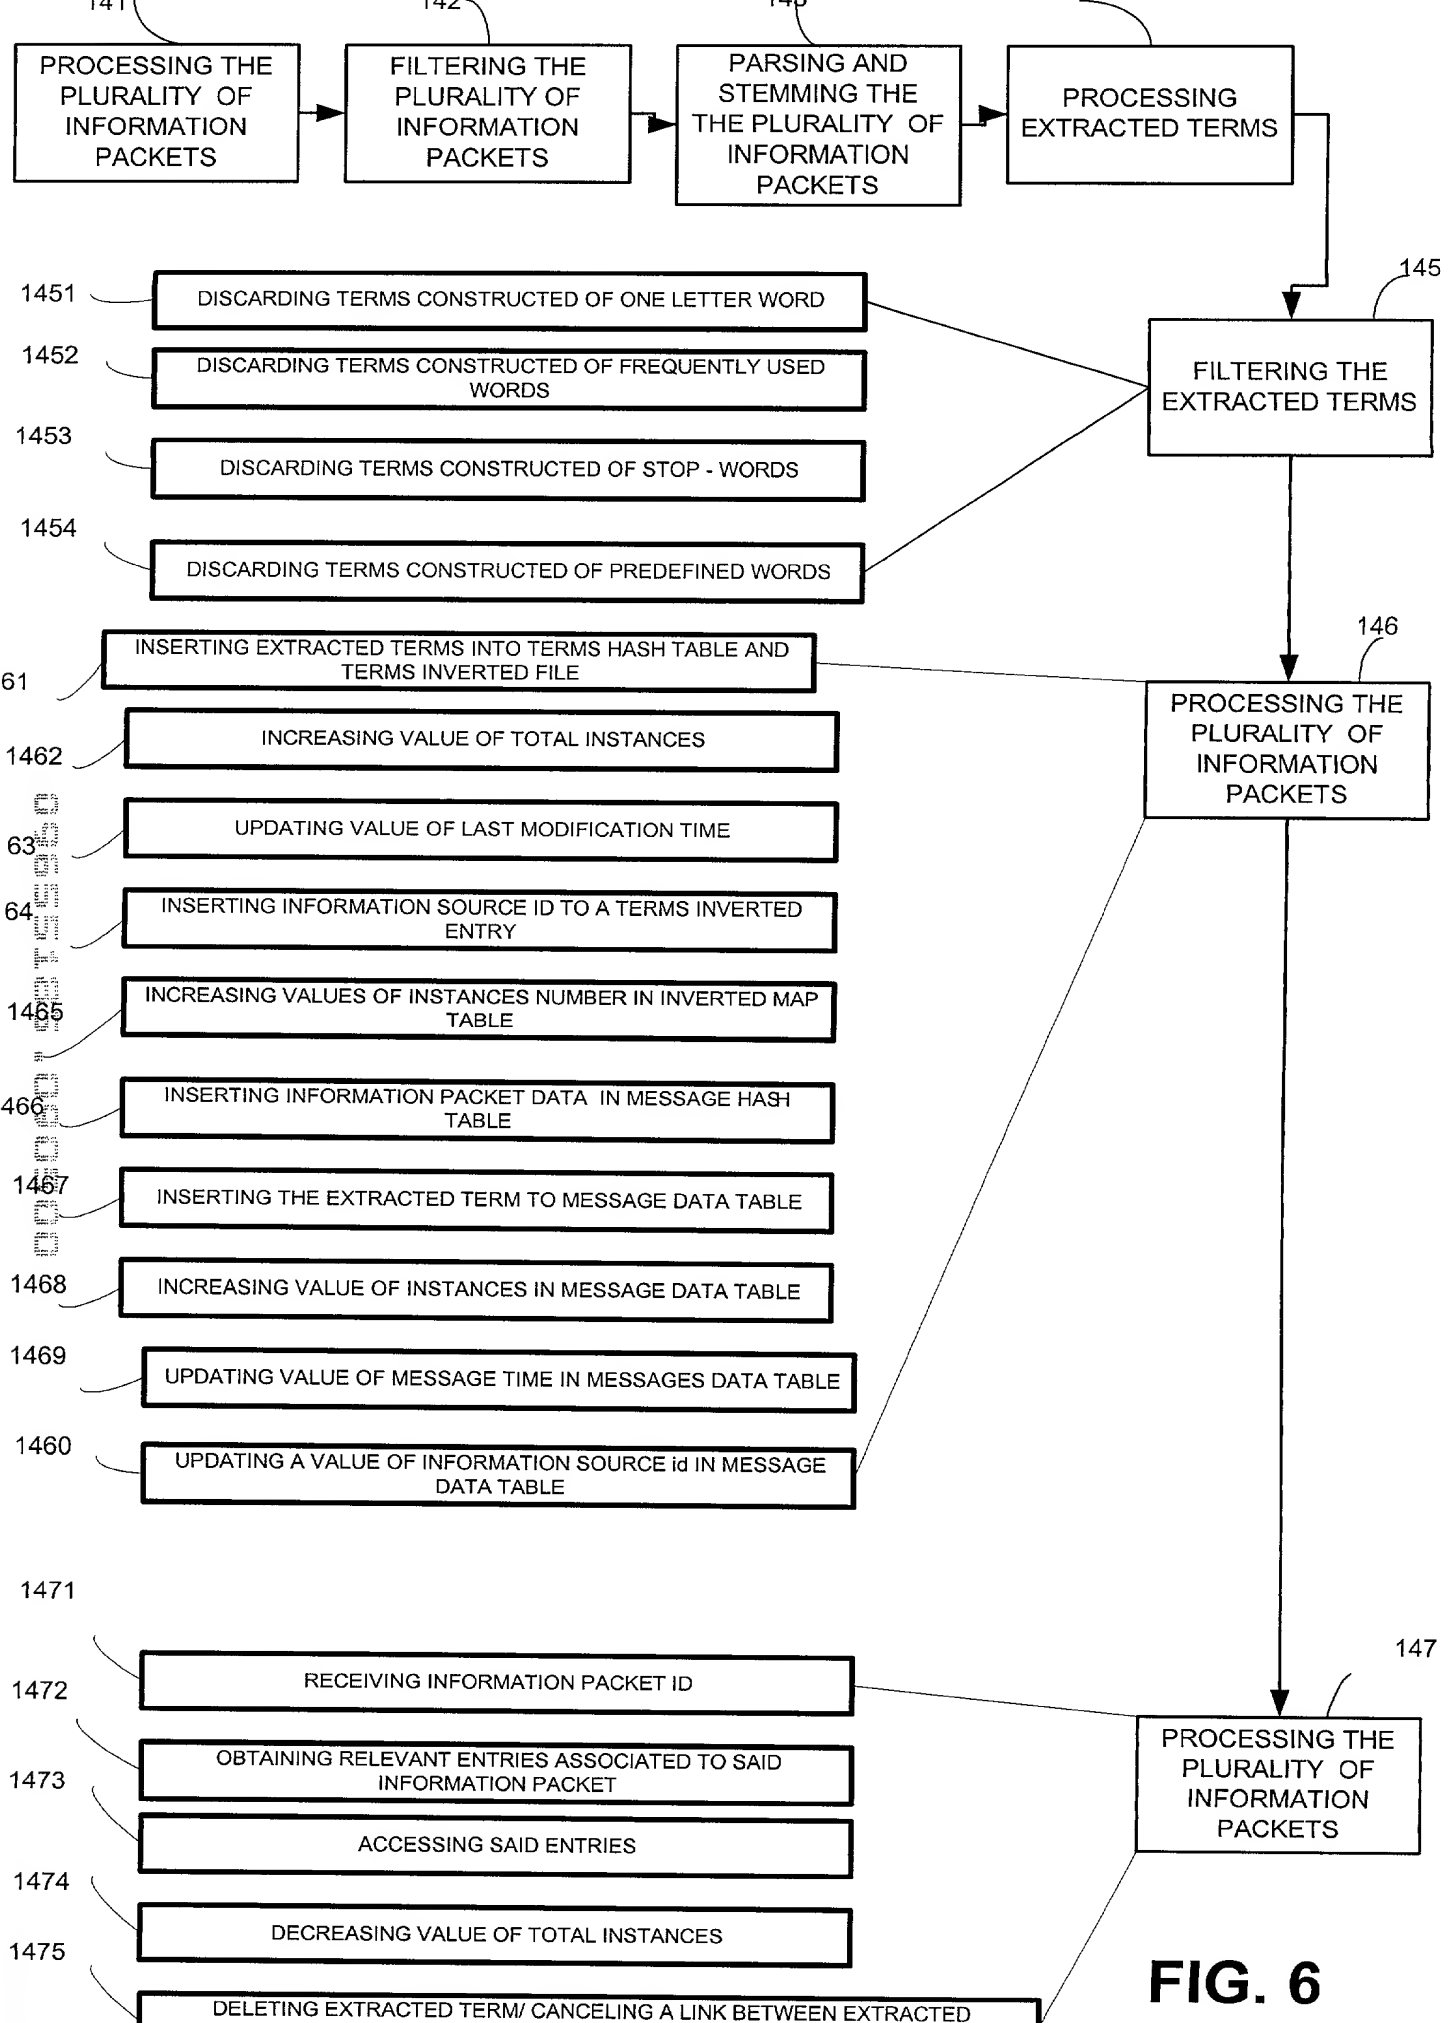 141
142
143
PROCESSING THE
PLURALITY OF
INFORMATION
PACKETS
FILTERING THE
PLURALITY OF
INFORMATION
PACKETS
PARSING AND
STEMMING THE
THE PLURALITY OF
INFORMATION
PACKETS
PROCESSING
EXTRACTED TERMS
145
FILTERING THE
EXTRACTED TERMS
1451
DISCARDING TERMS CONSTRUCTED OF ONE LETTER WORD
1452
DISCARDING TERMS CONSTRUCTED OF FREQUENTLY USED
WORDS
1453
DISCARDING TERMS CONSTRUCTED OF STOP - WORDS
1454
DISCARDING TERMS CONSTRUCTED OF PREDEFINED WORDS
146
PROCESSING THE
PLURALITY OF
INFORMATION
PACKETS
61
INSERTING EXTRACTED TERMS INTO TERMS HASH TABLE AND
TERMS INVERTED FILE
1462
INCREASING VALUE OF TOTAL INSTANCES
63
UPDATING VALUE OF LAST MODIFICATION TIME
64
INSERTING INFORMATION SOURCE ID TO A TERMS INVERTED
ENTRY
1465
INCREASING VALUES OF INSTANCES NUMBER IN INVERTED MAP
TABLE
466
INSERTING INFORMATION PACKET DATA IN MESSAGE HASH
TABLE
1467
INSERTING THE EXTRACTED TERM TO MESSAGE DATA TABLE
1468
INCREASING VALUE OF INSTANCES IN MESSAGE DATA TABLE
1469
UPDATING VALUE OF MESSAGE TIME IN MESSAGES DATA TABLE
1460
UPDATING A VALUE OF INFORMATION SOURCE id IN MESSAGE
DATA TABLE
147
PROCESSING THE
PLURALITY OF
INFORMATION
PACKETS
1471
RECEIVING INFORMATION PACKET ID
1472
OBTAINING RELEVANT ENTRIES ASSOCIATED TO SAID
INFORMATION PACKET
1473
ACCESSING SAID ENTRIES
1474
DECREASING VALUE OF TOTAL INSTANCES
1475
DELETING EXTRACTED TERM/ CANCELING A LINK BETWEEN EXTRACTED
FIG. 6